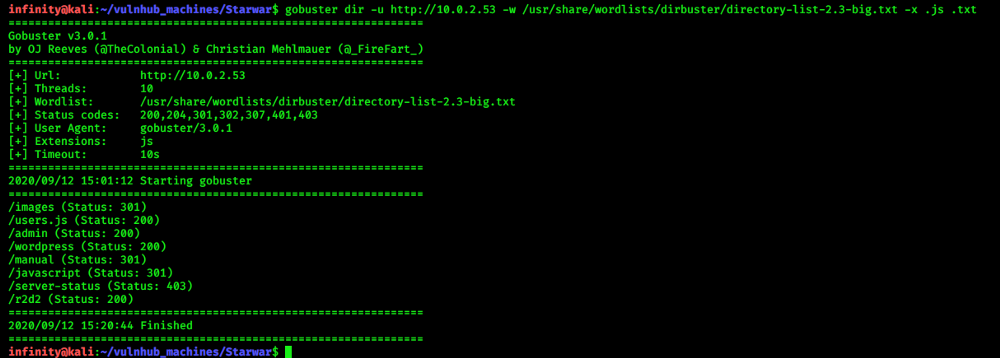 infinity@kali:~/vulnhub_machines/Starwar$ gobuster dir -u http://10.0.2.53 -w /usr/share/wordlists/dirbuster/directory-list-2.3-big.txt -x .js .txt
===============================================================
Gobuster v3.0.1
by OJ Reeves (@TheColonial) & Christian Mehlmauer (@_FireFart_)
===============================================================
[+] Url:            http://10.0.2.53
[+] Threads:        10
[+] Wordlist:       /usr/share/wordlists/dirbuster/directory-list-2.3-big.txt
[+] Status codes:   200,204,301,302,307,401,403
[+] User Agent:     gobuster/3.0.1
[+] Extensions:     js
[+] Timeout:        10s
===============================================================
2020/09/12 15:01:12 Starting gobuster
===============================================================
/images (Status: 301)
/users.js (Status: 200)
/admin (Status: 200)
/wordpress (Status: 200)
/manual (Status: 301)
/javascript (Status: 301)
/server-status (Status: 403)
/r2d2 (Status: 200)
===============================================================
2020/09/12 15:20:44 Finished
===============================================================
infinity@kali:~/vulnhub_machines/Starwar$